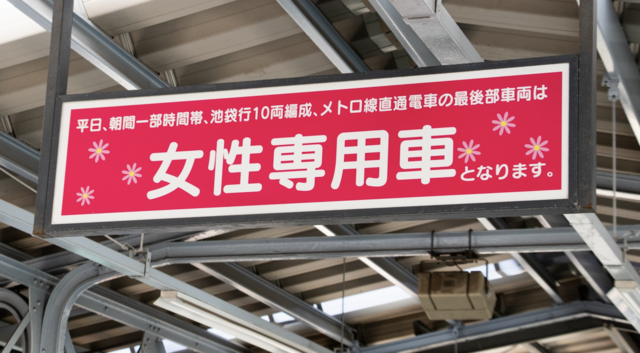 平日、朝間一部時間帯、池袋行10両編成、メトロ線直通電車の最後部車両は
女性専用車となります。